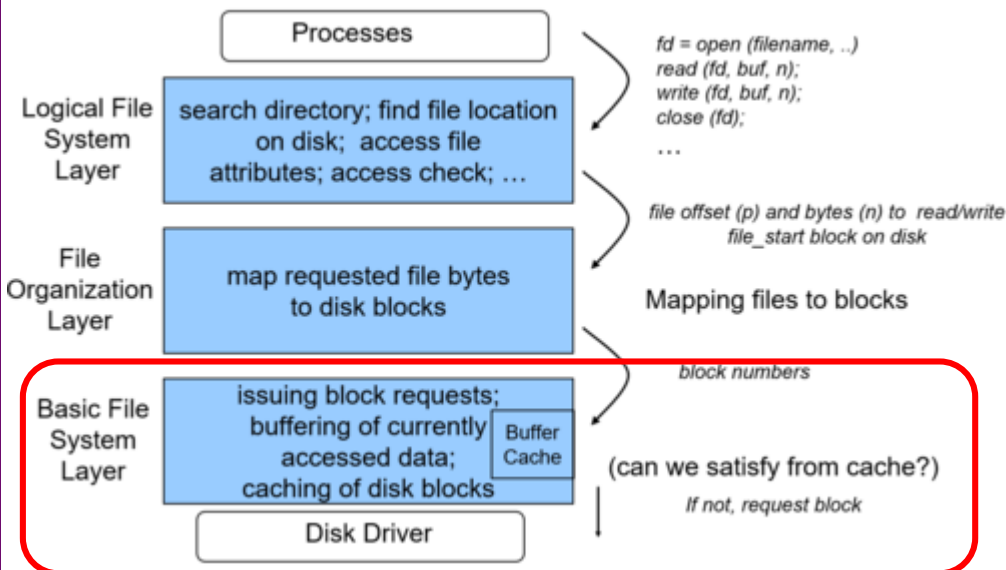 Processes
fd = open (filename, ..)
read (fd, buf, n);
write (fd, buf, n);
close (fd);
…
Logical File
System
Layer
search directory; find file location
on disk; access file
attributes; access check; …
file offset (p) and bytes (n) to read/write
file_start block on disk
File
Organization
Layer
map requested file bytes
to disk blocks
Mapping files to blocks
block numbers
Basic File
System
Layer
issuing block requests;
buffering of currently
accessed data;
caching of disk blocks
Buffer
Cache
(can we satisfy from cache?)
If not, request block
Disk Driver